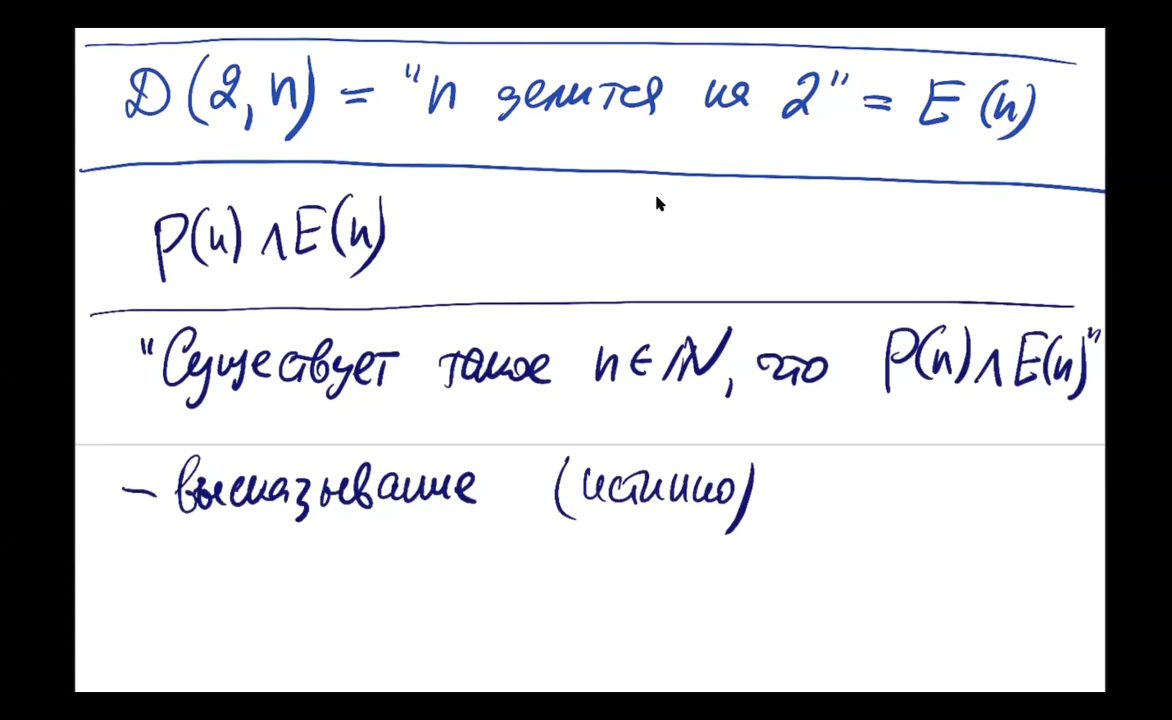 D(2, n) = "n делится на 2" = E(n)
P(n) ∧ E(n)
"Существует такое n ∈ ℕ, что P(n) ∧ E(n)"
– высказывание (истинно)